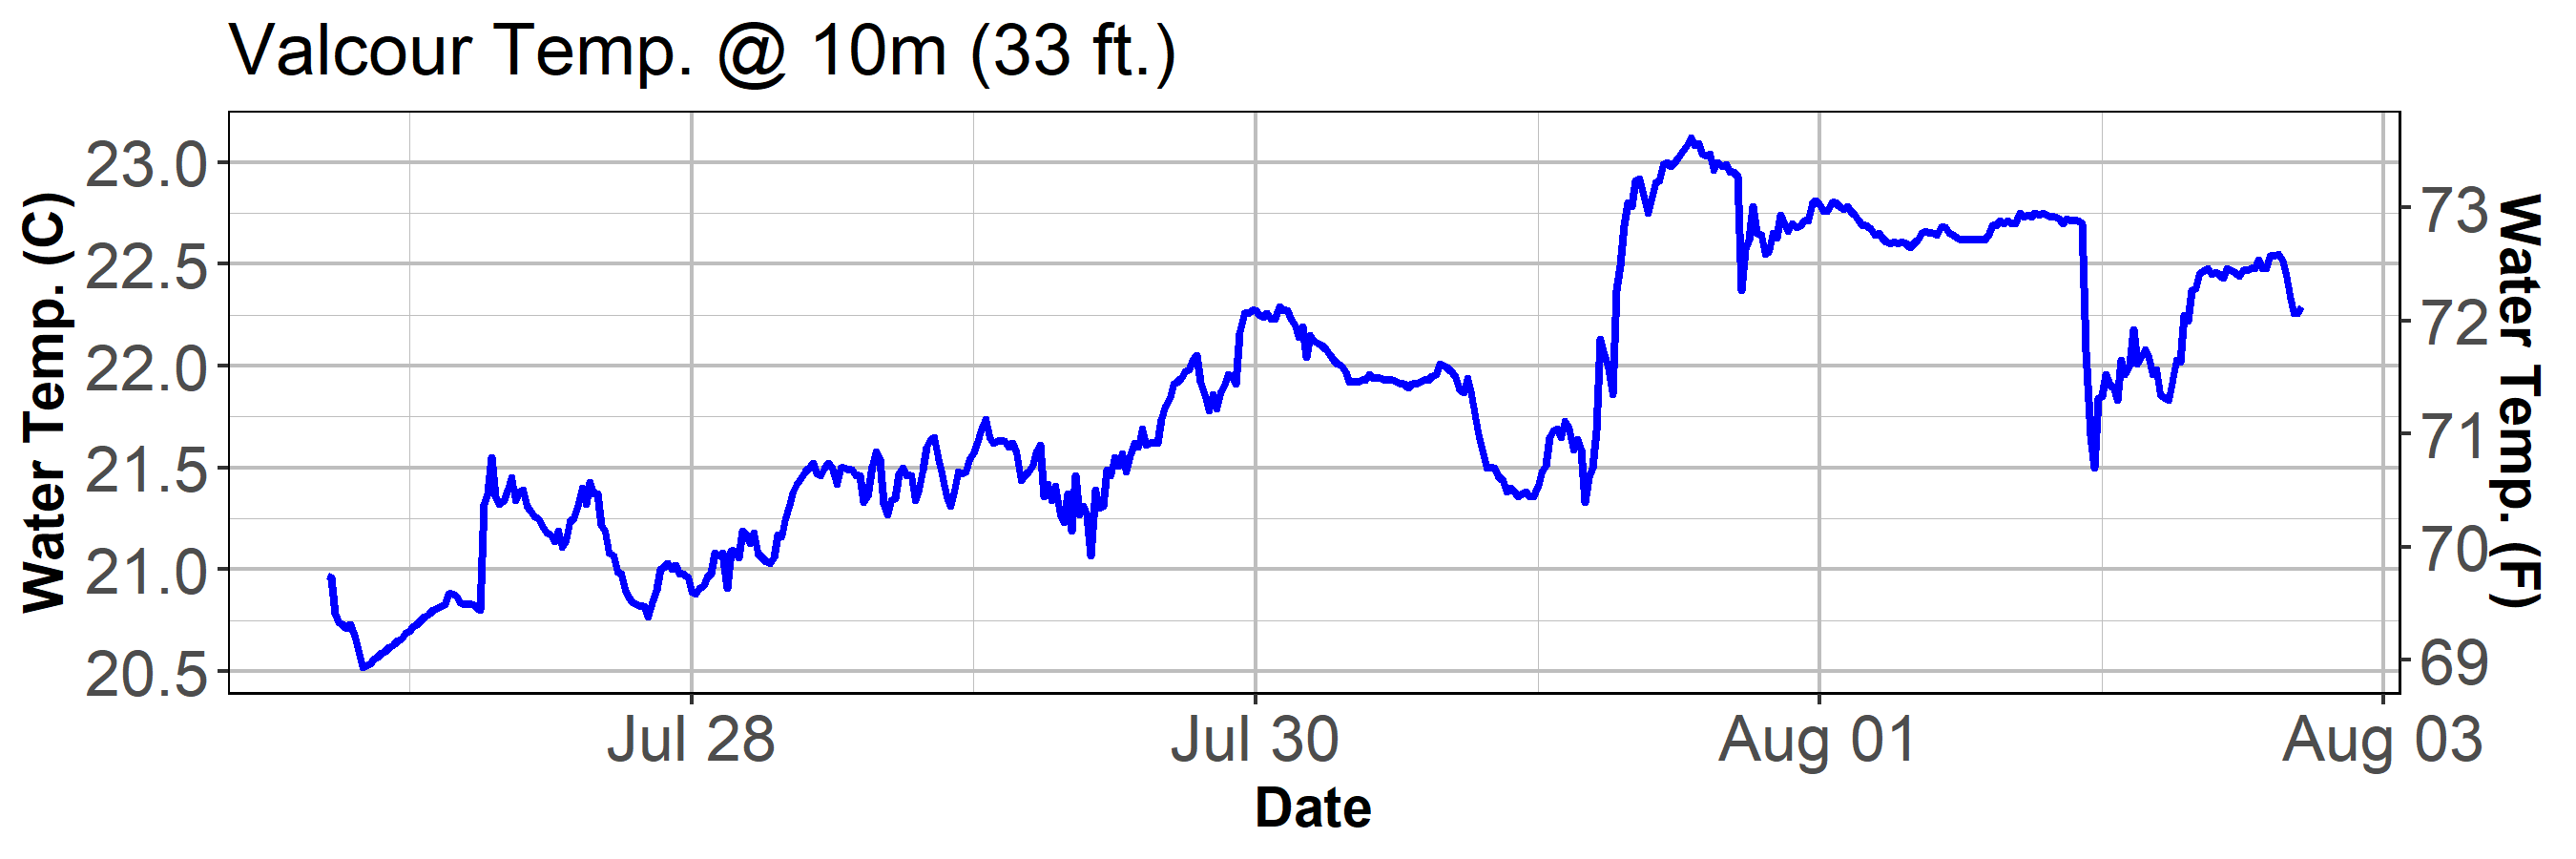 Valcour Temp. @ 10m (33 ft.)
Water Temp. (C)
23.0
22.5
22.0
21.5
21.0
20.5
73
72
71
70
69
Water Temp. (F)
Jul 28
Jul 30
Aug 01
Aug 03
Date